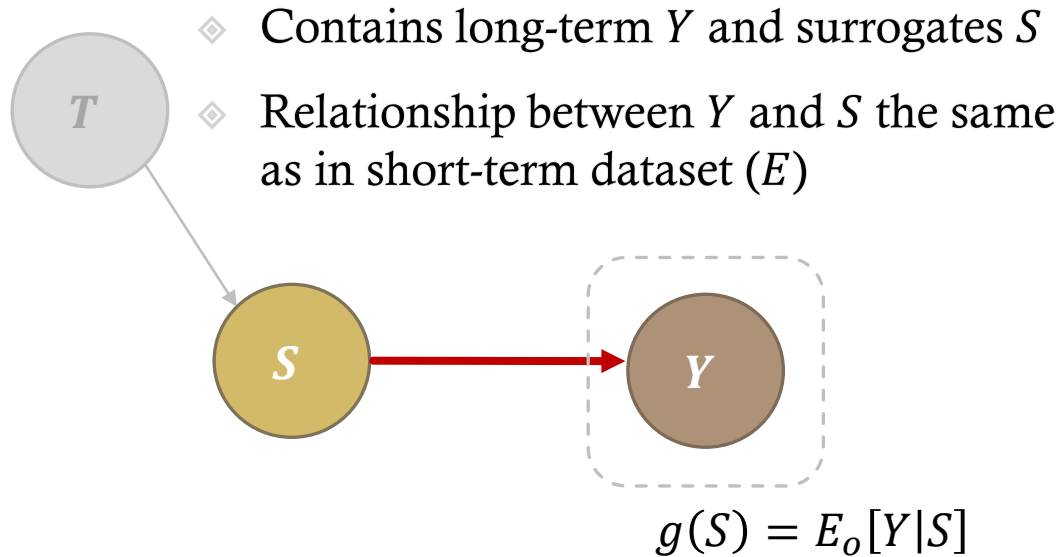 Contains long-term Y and surrogates S
T
Relationship between Y and S the same
as in short-term dataset (E)
S
Y
g(S) = E_o[Y|S]